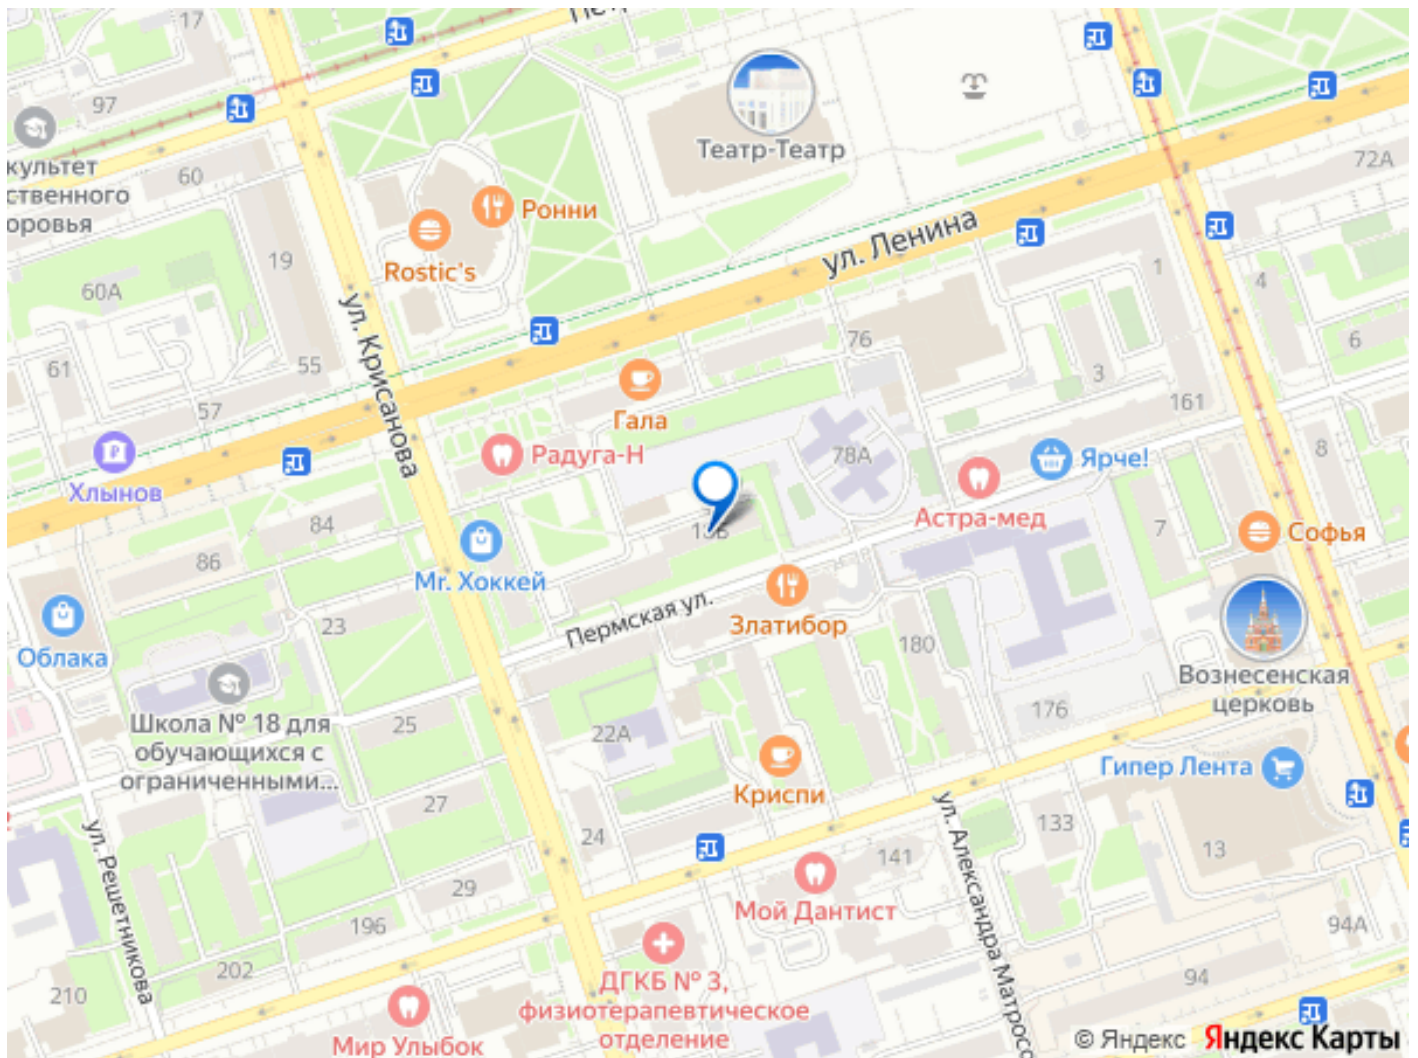 17
97
культет
ственного
оровья
60
Ронни
Rostic's
19
60А
55
61
57
Театр-Театр
72А
ул. Ленина
1
4
6
76
3
161
8
ул. Крисанова
Гала
Радуга-Н
78А
Ярче!
Астра-мед
Хлынов
84
86
Mr. Хоккей
7
Софья
Златибор
Пермская ул.
180
23
Облака
Школа № 18 для
обучающихся с
ограниченными...
25
22А
176
Вознесенская
церковь
Гипер Лента
Криспи
27
24
133
13
141
29
196
Мой Дантист
ул. Решетникова
ул. Александра Матросо
94А
202
210
94
ДГКБ № 3,
физиотерапевтическое
отделение
Мир Улыбок
© Яндекс Яндекс Карты